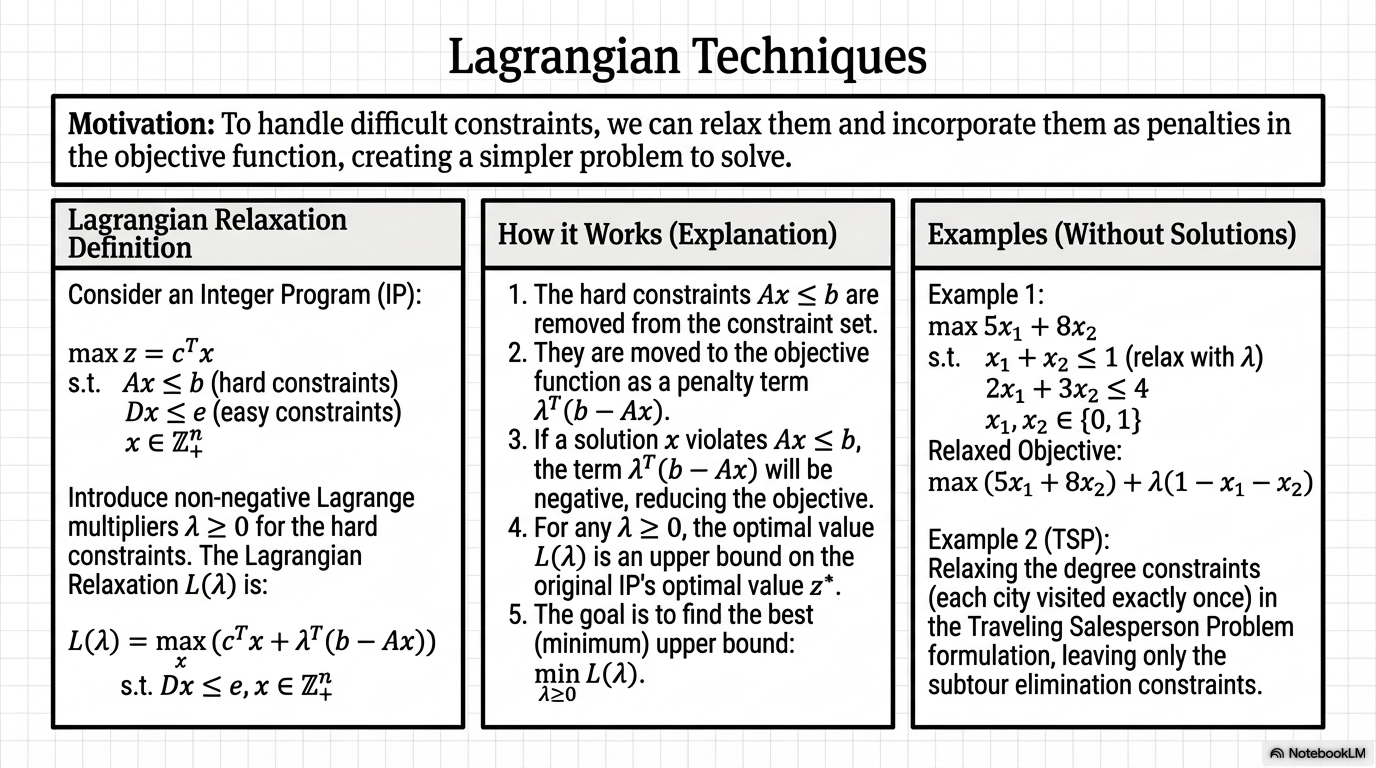 Lagrangian Techniques
Motivation: To handle difficult constraints, we can relax them and incorporate them as penalties in
the objective function, creating a simpler problem to solve.
Lagrangian Relaxation
Definition
Consider an Integer Program (IP):
max z = cᵀx
s.t. Ax ≤ b (hard constraints)
Dx ≤ e (easy constraints)
x ∈ ℤ₊ⁿ
Introduce non-negative Lagrange
multipliers λ ≥ 0 for the hard
constraints. The Lagrangian
Relaxation L(λ) is:
L(λ) = max (cᵀx + λᵀ(b − Ax))
x
s.t. Dx ≤ e, x ∈ ℤ₊ⁿ
How it Works (Explanation)
1. The hard constraints Ax ≤ b are
removed from the constraint set.
2. They are moved to the objective
function as a penalty term
λᵀ(b − Ax).
3. If a solution x violates Ax ≤ b,
the term λᵀ(b − Ax) will be
negative, reducing the objective.
4. For any λ ≥ 0, the optimal value
L(λ) is an upper bound on the
original IP's optimal value z*.
5. The goal is to find the best
(minimum) upper bound:
min L(λ).
λ≥0
Examples (Without Solutions)
Example 1:
max 5x₁ + 8x₂
s.t. x₁ + x₂ ≤ 1 (relax with λ)
2x₁ + 3x₂ ≤ 4
x₁, x₂ ∈ {0, 1}
Relaxed Objective:
max (5x₁ + 8x₂) + λ(1 − x₁ − x₂)
Example 2 (TSP):
Relaxing the degree constraints
(each city visited exactly once) in
the Traveling Salesperson Problem
formulation, leaving only the
subtour elimination constraints.
NotebookLM